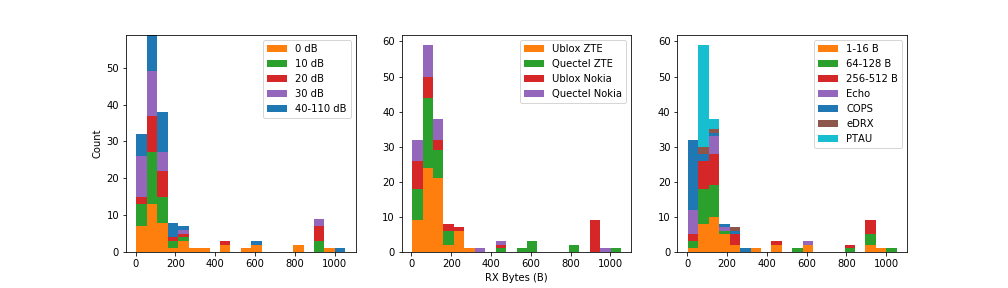 Count
50
40
30
20
10
0
0 200 400 600 800 1000
0 dB
10 dB
20 dB
30 dB
40-110 dB
60
50
40
30
20
10
0
0 200 400 600 800 1000
RX Bytes (B)
Ublox ZTE
Quectel ZTE
Ublox Nokia
Quectel Nokia
60
50
40
30
20
10
0
0 200 400 600 800 1000
1-16 B
64-128 B
256-512 B
Echo
COPS
eDRX
PTAU